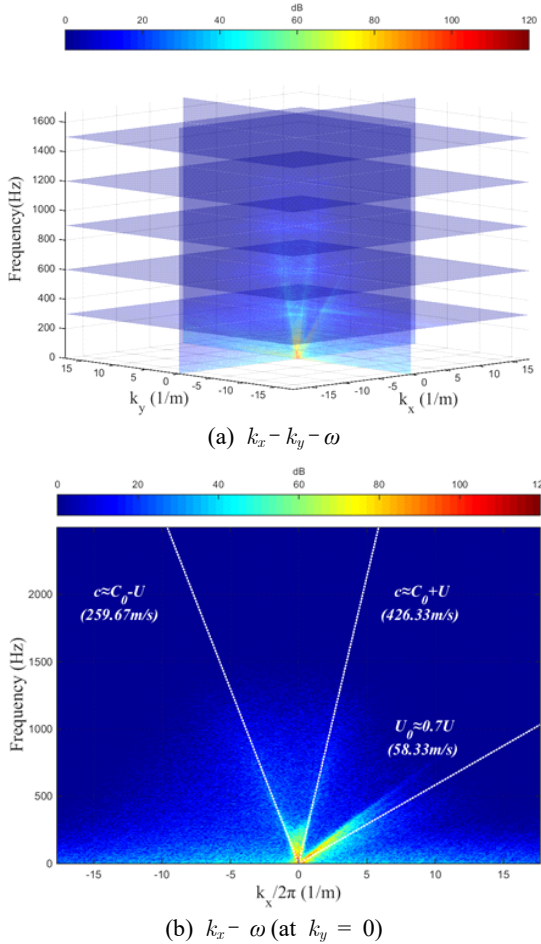 dB
0 20 40 60 80 100 120
1600
1400
1200
1000
800
600
400
200
0
Frequency(Hz)
15 10 5 0 -5 -10 -15
-15 -10 -5 0 5 10 15
k_y (1/m)
k_x (1/m)
(a) k_x - k_y - ω
dB
0 20 40 60 80 100 12
2000
1500
1000
500
0
Frequency (Hz)
c≈C_0-U
(259.67m/s)
c≈C_0+U
(426.33m/s)
U_0≈0.7U
(58.33m/s)
-15 -10 -5 0 5 10 15
k_x/2π (1/m)
(b) k_x - ω (at k_y = 0)